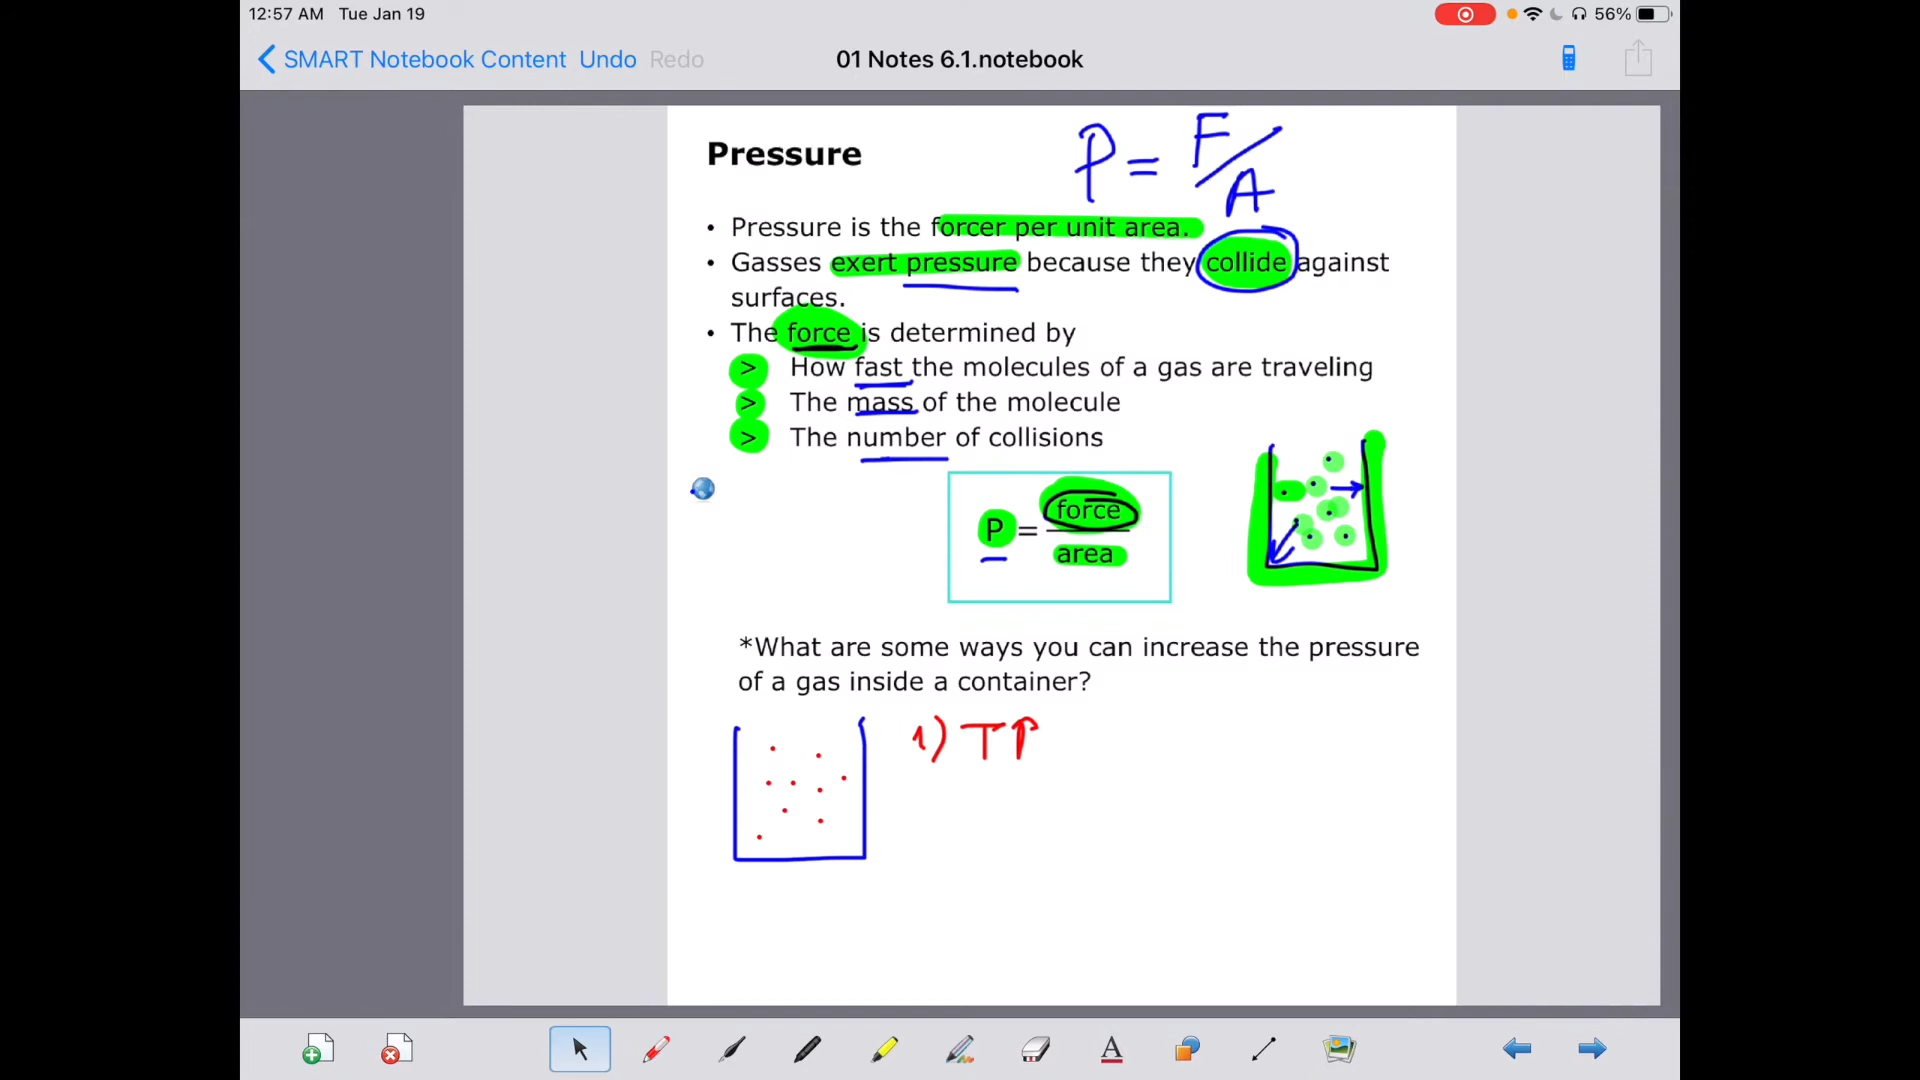 12:57 AM Tue Jan 19 56%
SMART Notebook Content Undo Redo 01 Notes 6.1.notebook
Pressure P = F/A
• Pressure is the forcer per unit area.
• Gasses exert pressure because they collide against
surfaces.
• The force is determined by
> How fast the molecules of a gas are traveling
> The mass of the molecule
> The number of collisions
P = force
area
*What are some ways you can increase the pressure
of a gas inside a container?
1) T↑
A